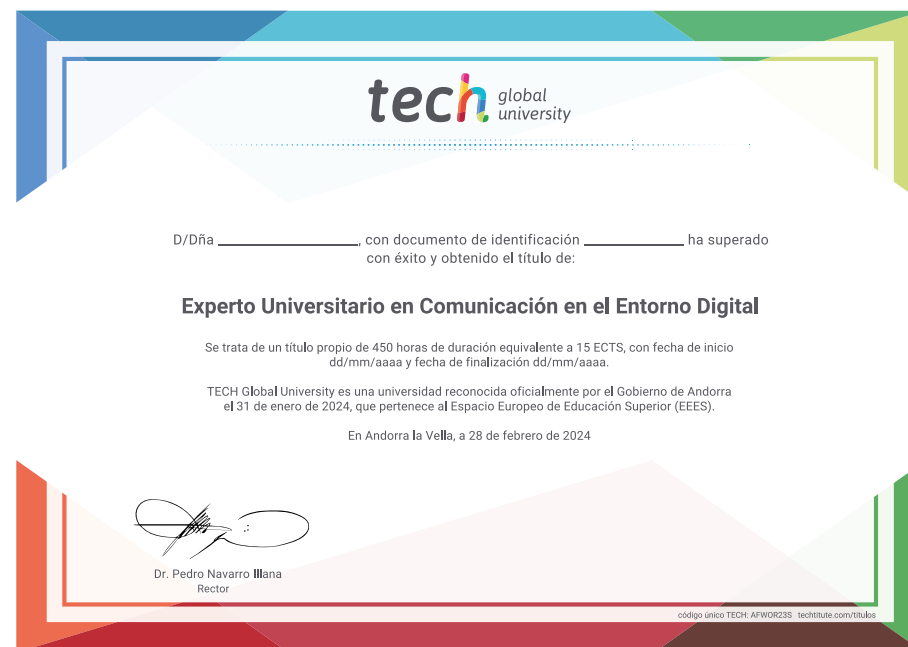 tech global university
D/Dña ______________, con documento de identificación __________ ha superado
con éxito y obtenido el título de:
Experto Universitario en Comunicación en el Entorno Digital
Se trata de un título propio de 450 horas de duración equivalente a 15 ECTS, con fecha de inicio
dd/mm/aaaa y fecha de finalización dd/mm/aaaa.
TECH Global University es una universidad reconocida oficialmente por el Gobierno de Andorra
el 31 de enero de 2024, que pertenece al Espacio Europeo de Educación Superior (EEES).
En Andorra la Vella, a 28 de febrero de 2024
Dr. Pedro Navarro Illana
Rector
código único TECH: AFWOR23S techtitute.com/titulos